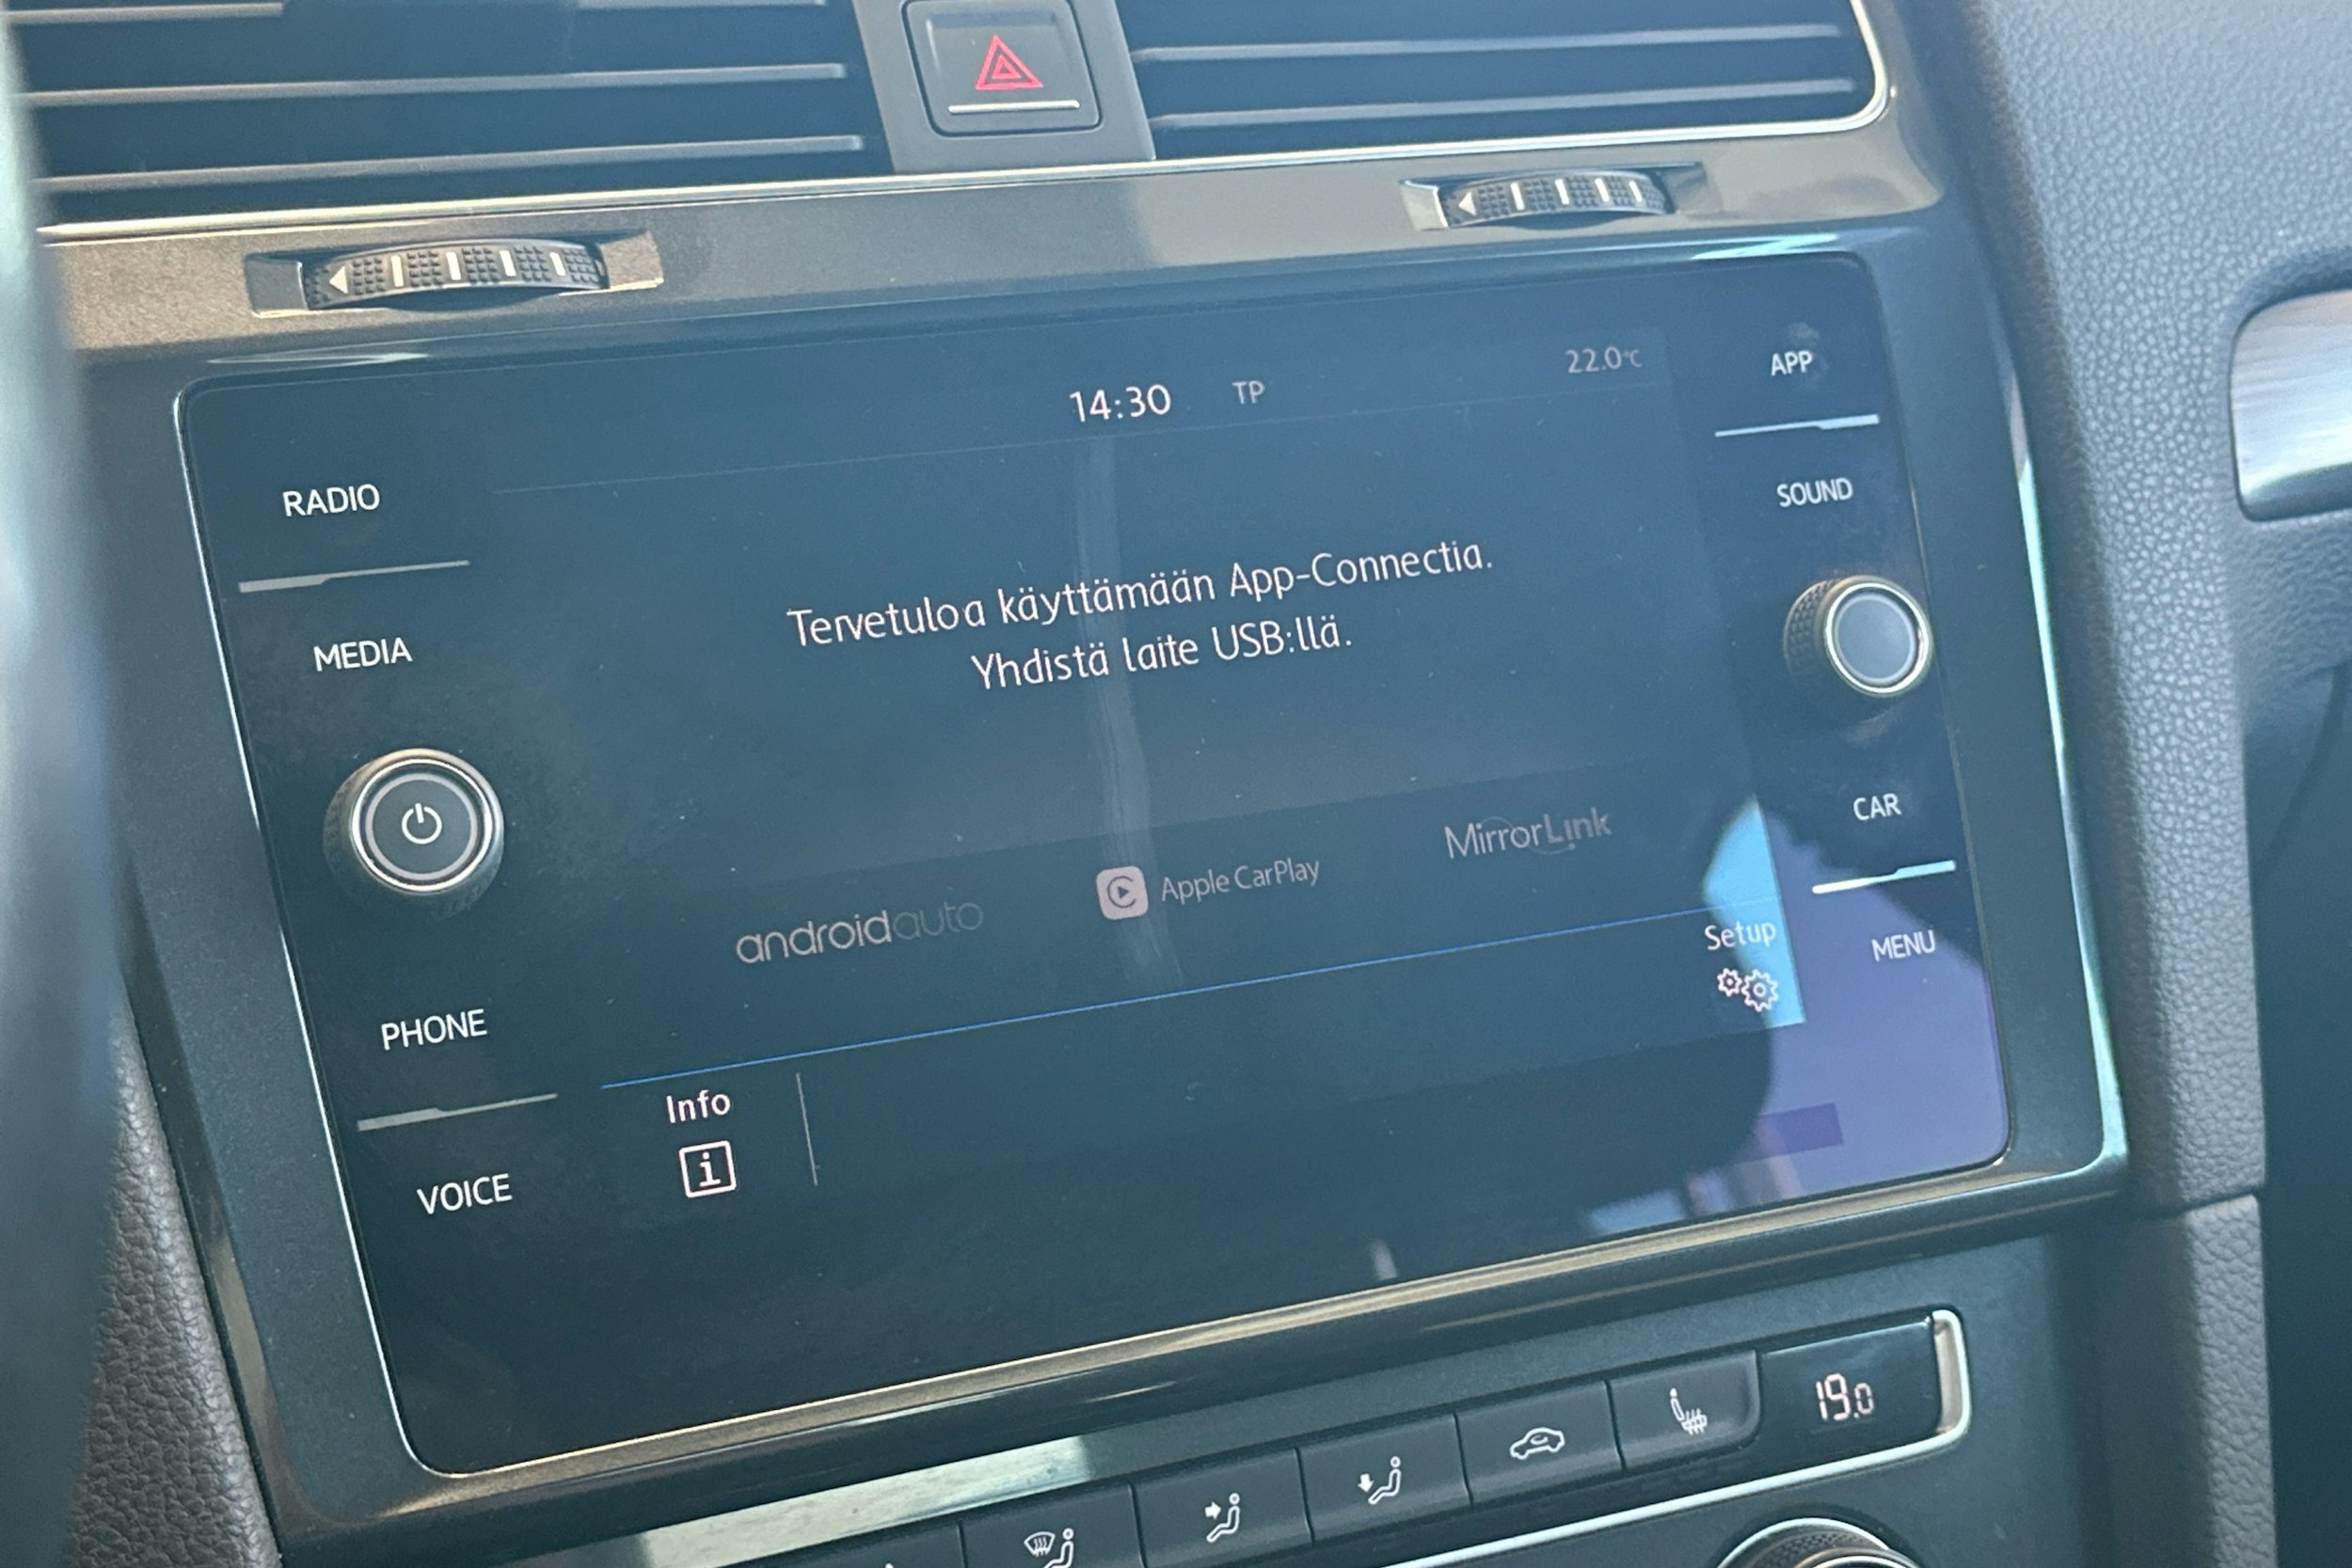 14:30 TP 22.0°C
APP
RADIO
SOUND
Tervetuloa käyttämään App-Connectia.
Yhdistä laite USB:llä.
MEDIA
CAR
androidauto
Apple CarPlay
MirrorLink
Setup
MENU
PHONE
Info
i
VOICE
19.0